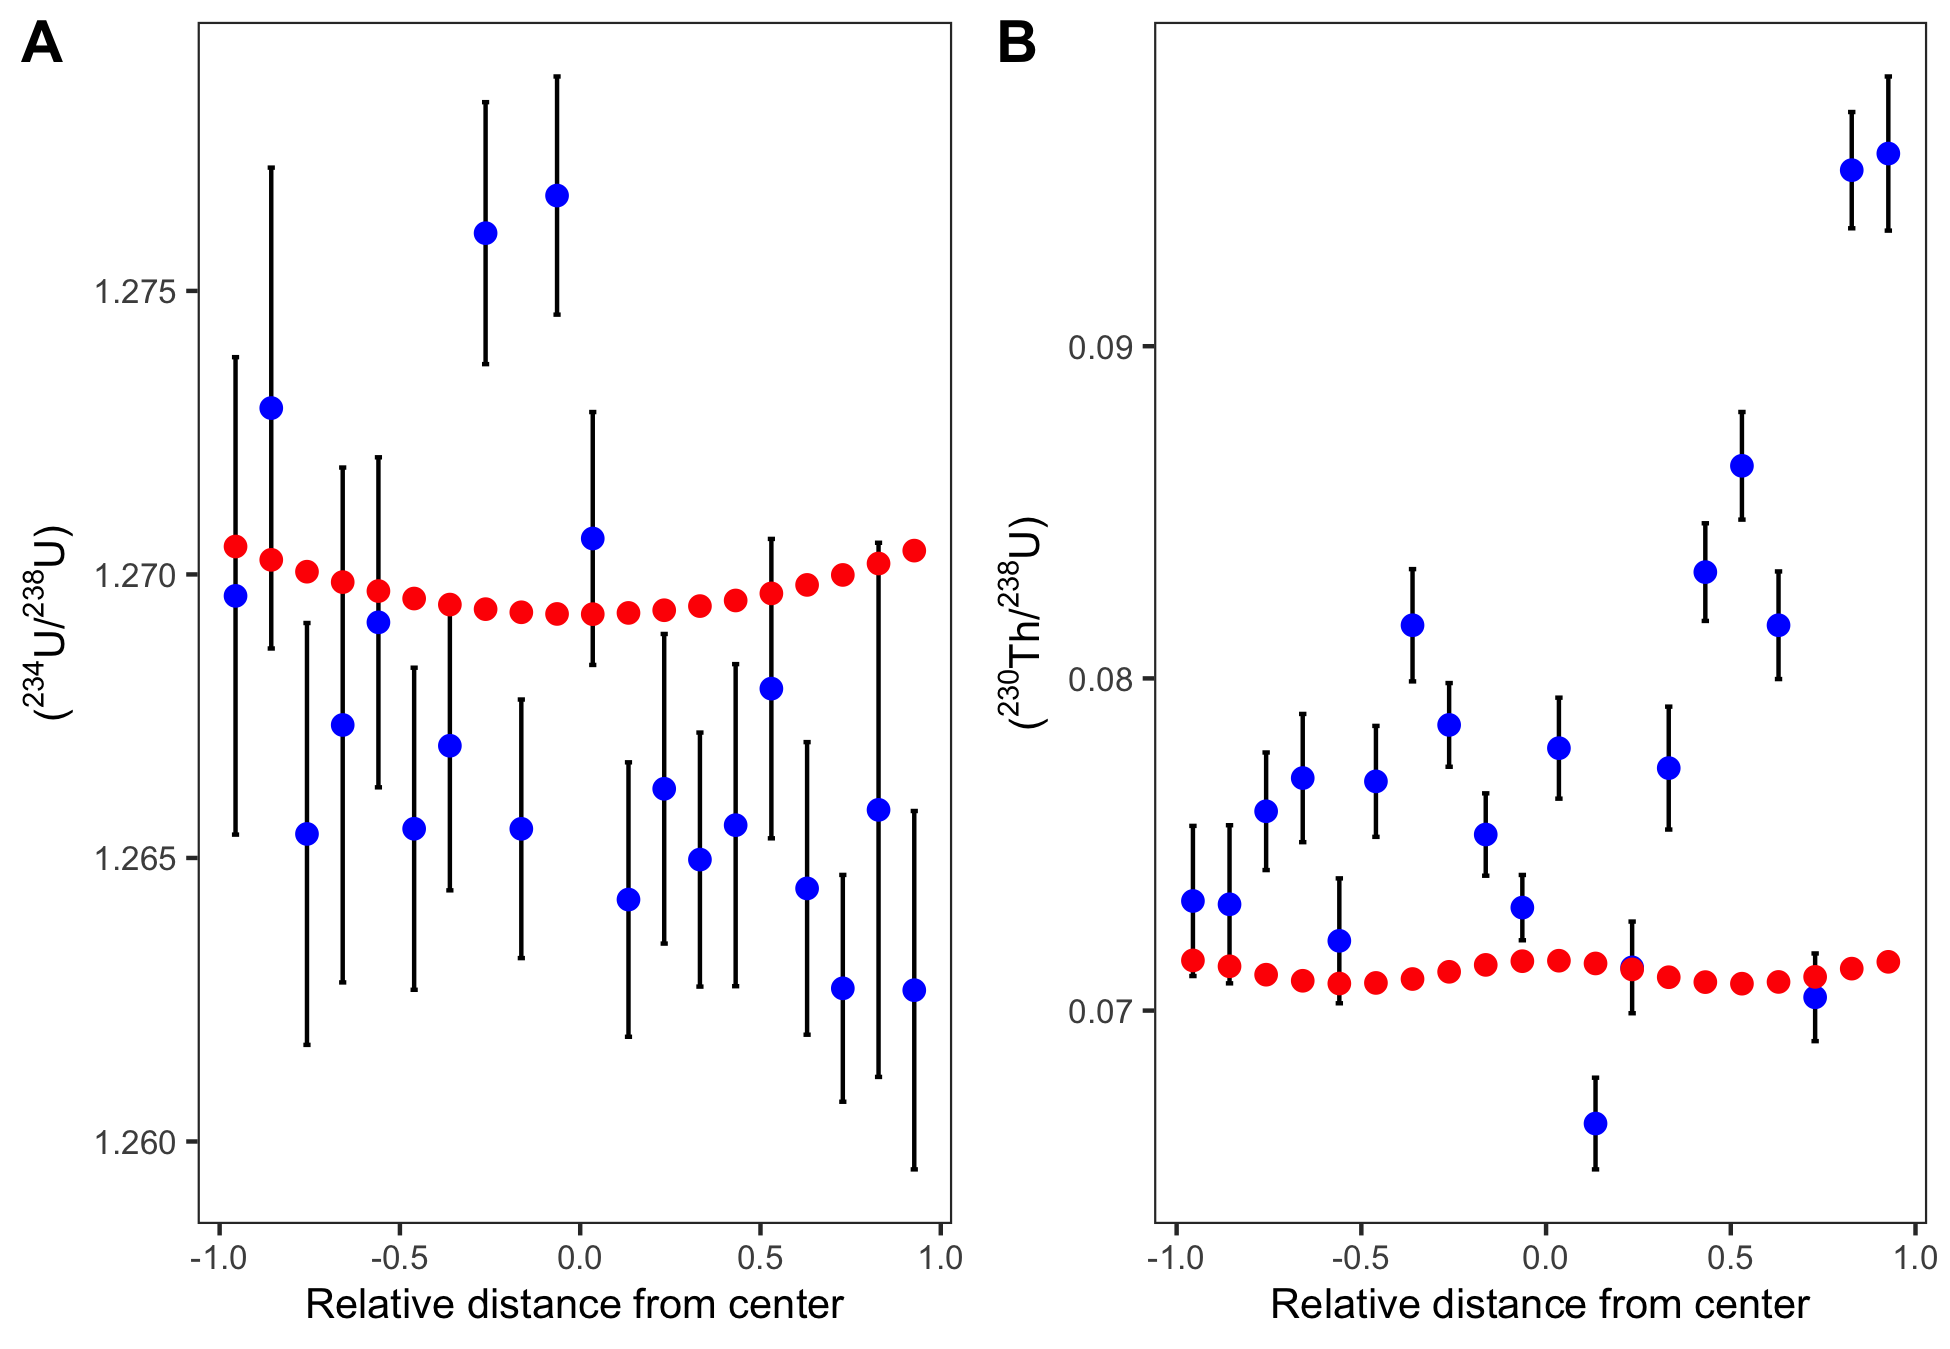 A
B
1.275
1.270
1.265
1.260
(²³⁴U/²³⁸U)
-1.0 -0.5 0.0 0.5 1.0
Relative distance from center
0.09
0.08
0.07
(²³⁰Th/²³⁸U)
-1.0 -0.5 0.0 0.5 1.0
Relative distance from center